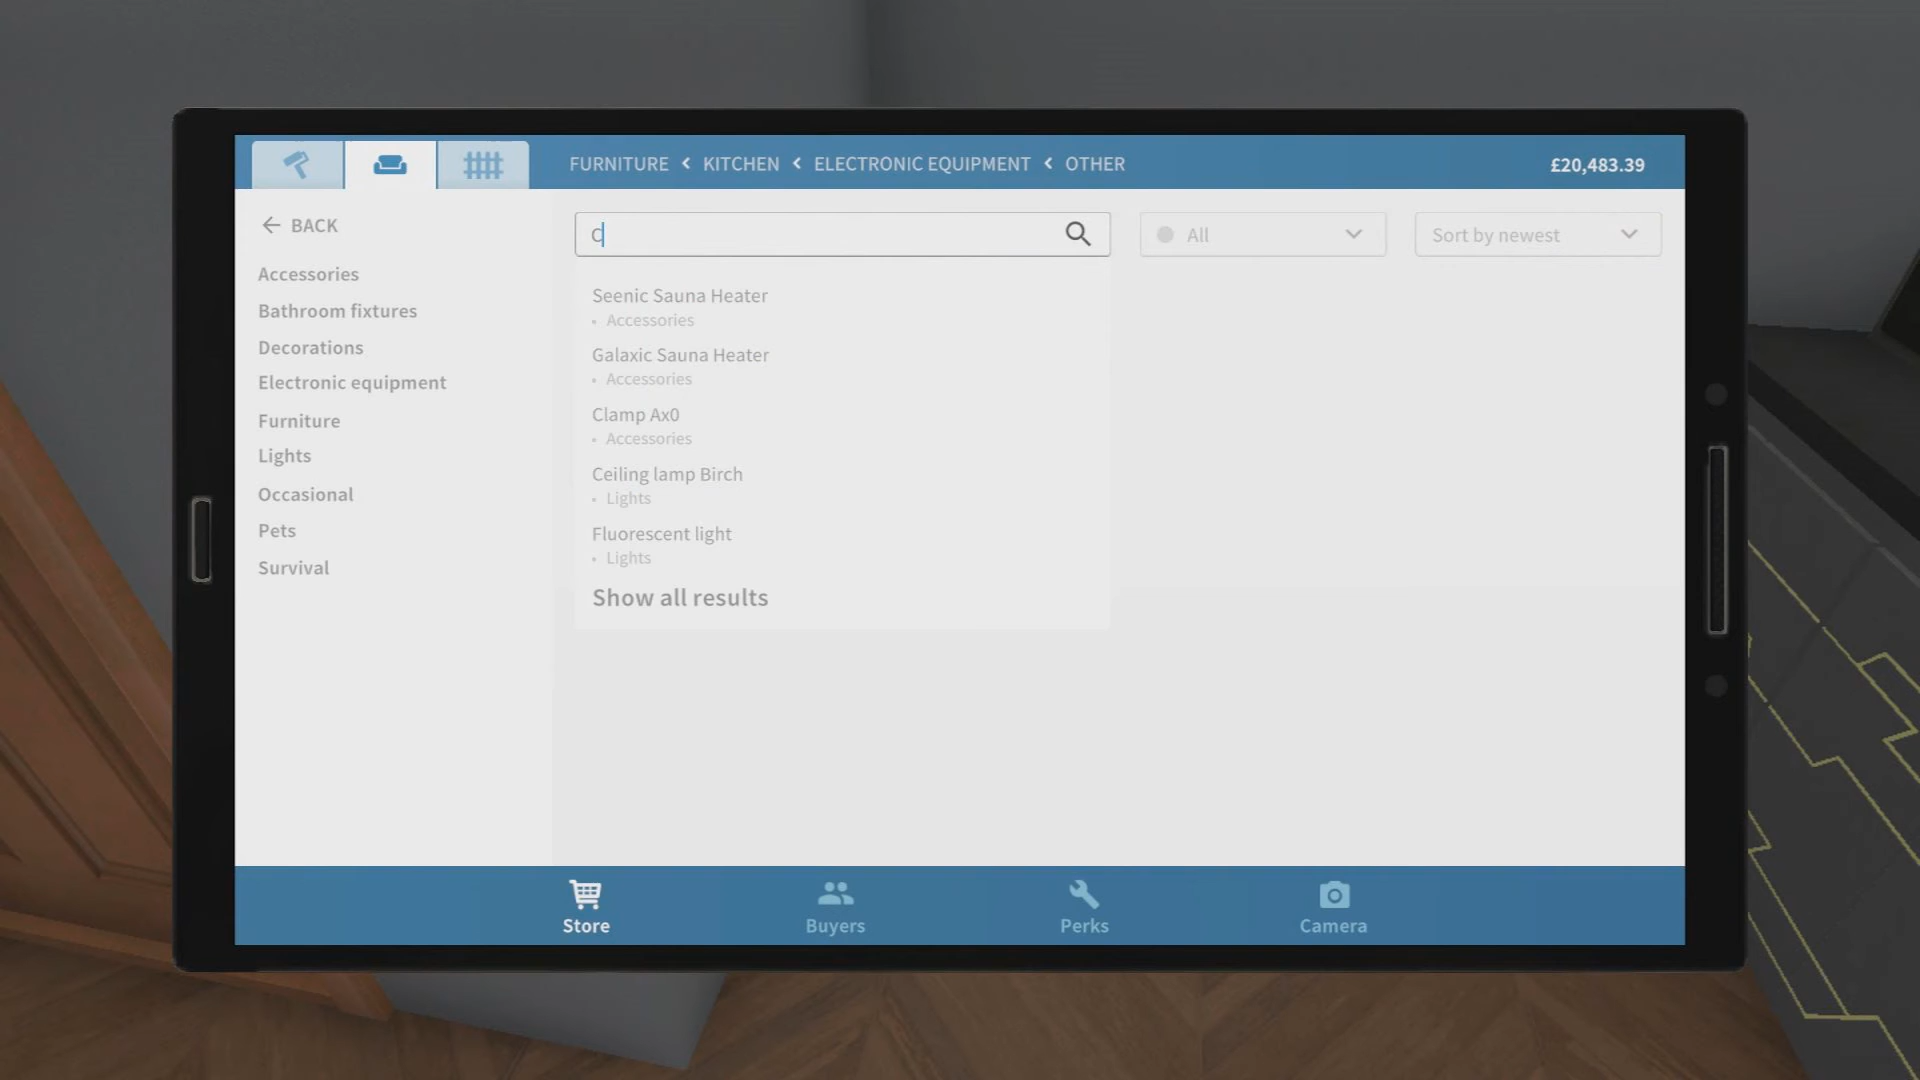 FURNITURE < KITCHEN < ELECTRONIC EQUIPMENT < OTHER
£20,483.39
BACK
Accessories
Bathroom fixtures
Decorations
Electronic equipment
Furniture
Lights
Occasional
Pets
Survival
C
All
Sort by newest
Seenic Sauna Heater
• Accessories
Galaxic Sauna Heater
• Accessories
Clamp Ax0
• Accessories
Ceiling lamp Birch
• Lights
Fluorescent light
• Lights
Show all results
Store
Buyers
Perks
Camera